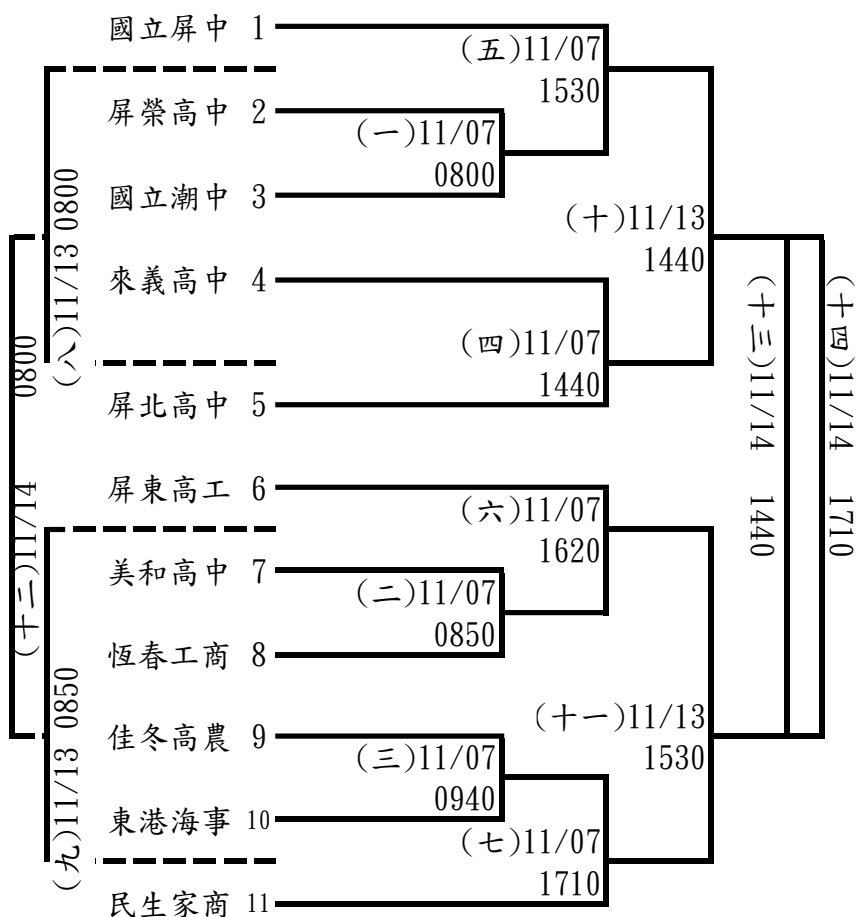 國立屏中 1
屏榮高中 2
國立潮中 3
來義高中 4
屏北高中 5
屏東高工 6
美和高中 7
恆春工商 8
佳冬高農 9
東港海事 10
民生家商 11
(一)11/07
0800
(二)11/07
0850
(三)11/07
0940
(四)11/07
1440
(五)11/07
1530
(六)11/07
1620
(七)11/07
1710
(八)11/13 0800
(九)11/13 0850
(十)11/13
1440
(十一)11/13
1530
(十二)11/14 0800
(十三)11/14 1440
(十四)11/14 1710